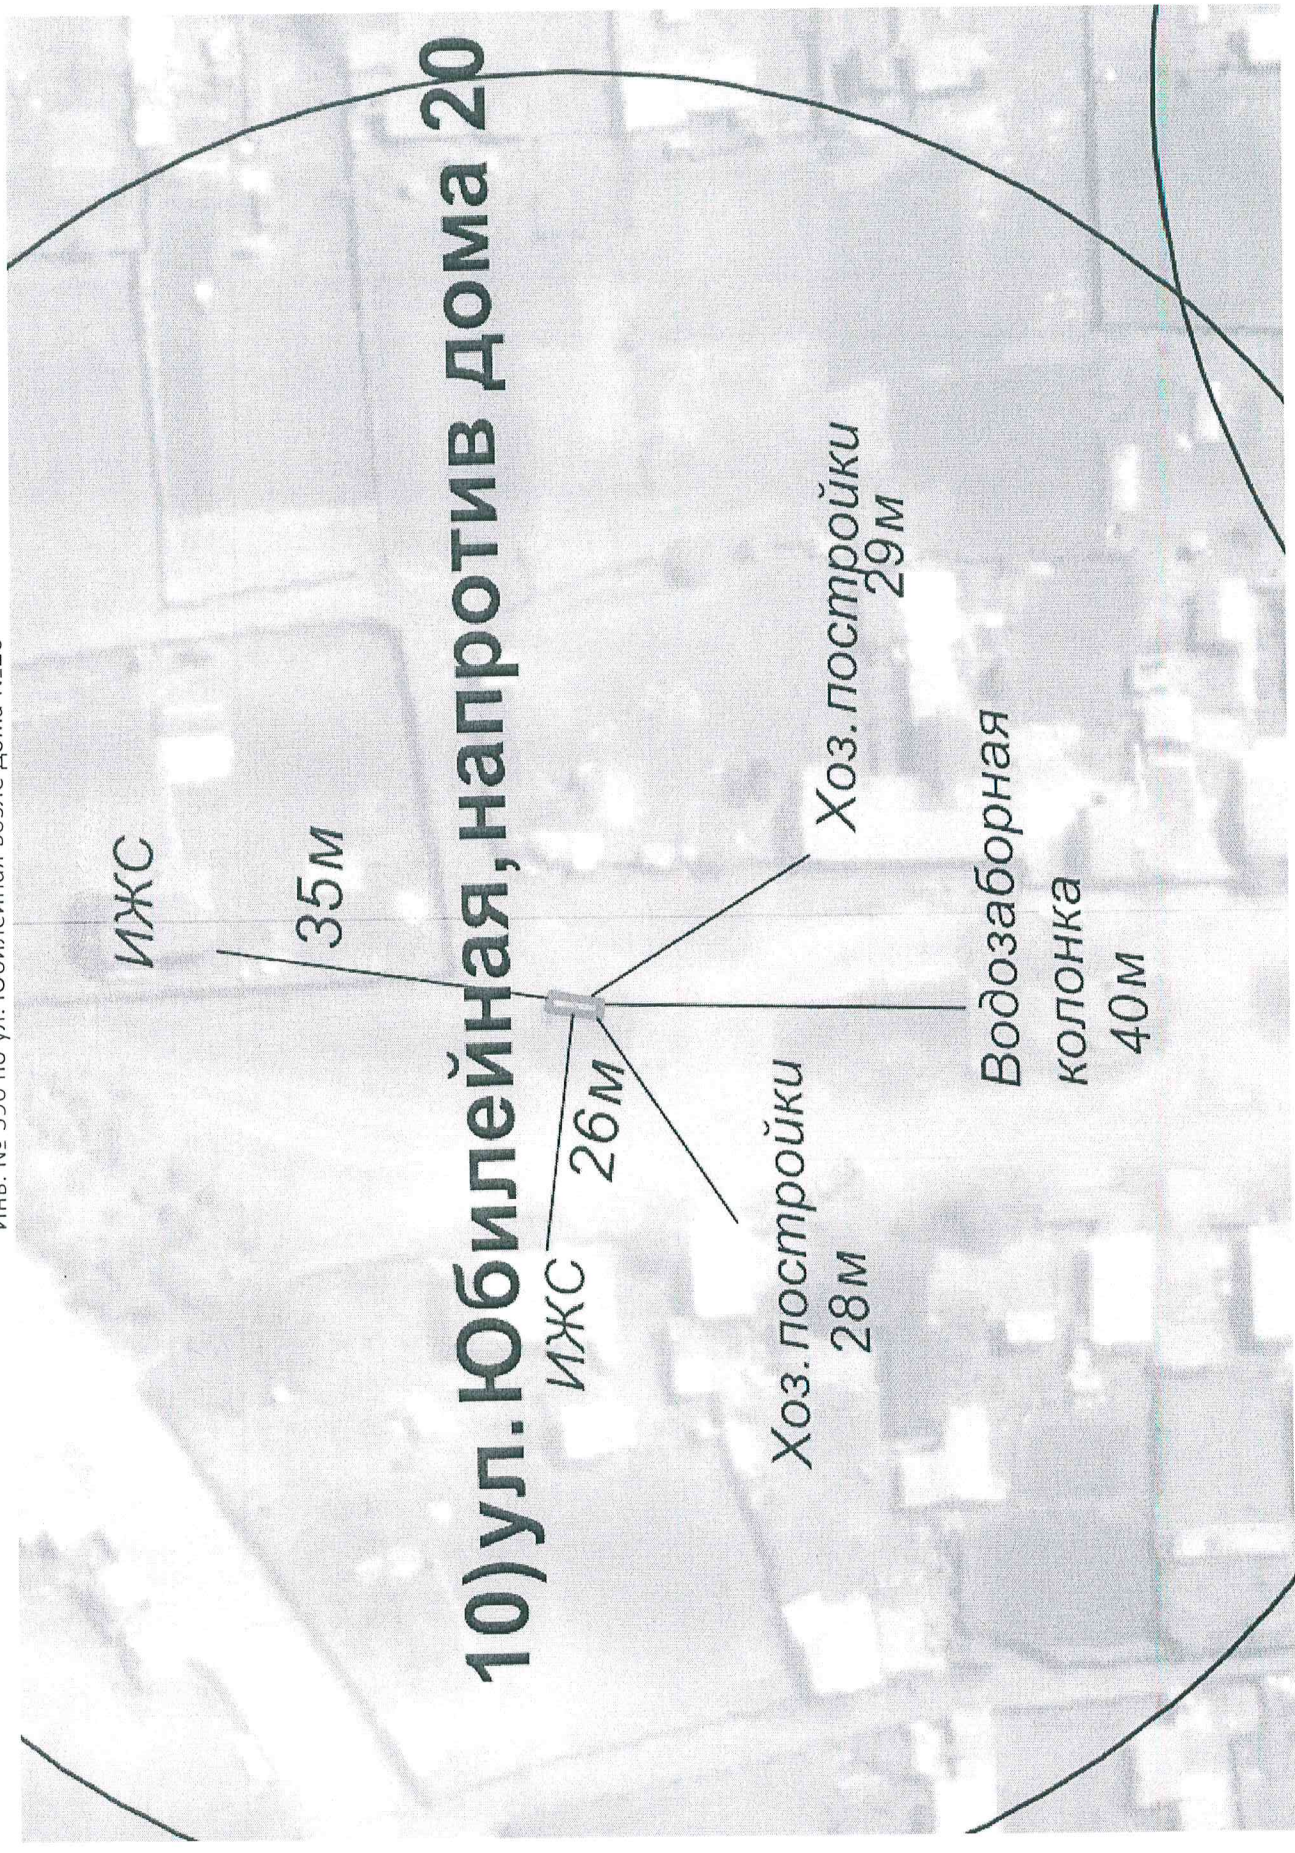 10)ул.Юбилейная,напротив дома 20
ИЖС
35м
ИЖС
26м
Хоз.постройки
28м
Хоз.постройки
29м
Водозаборная
колонка
40м